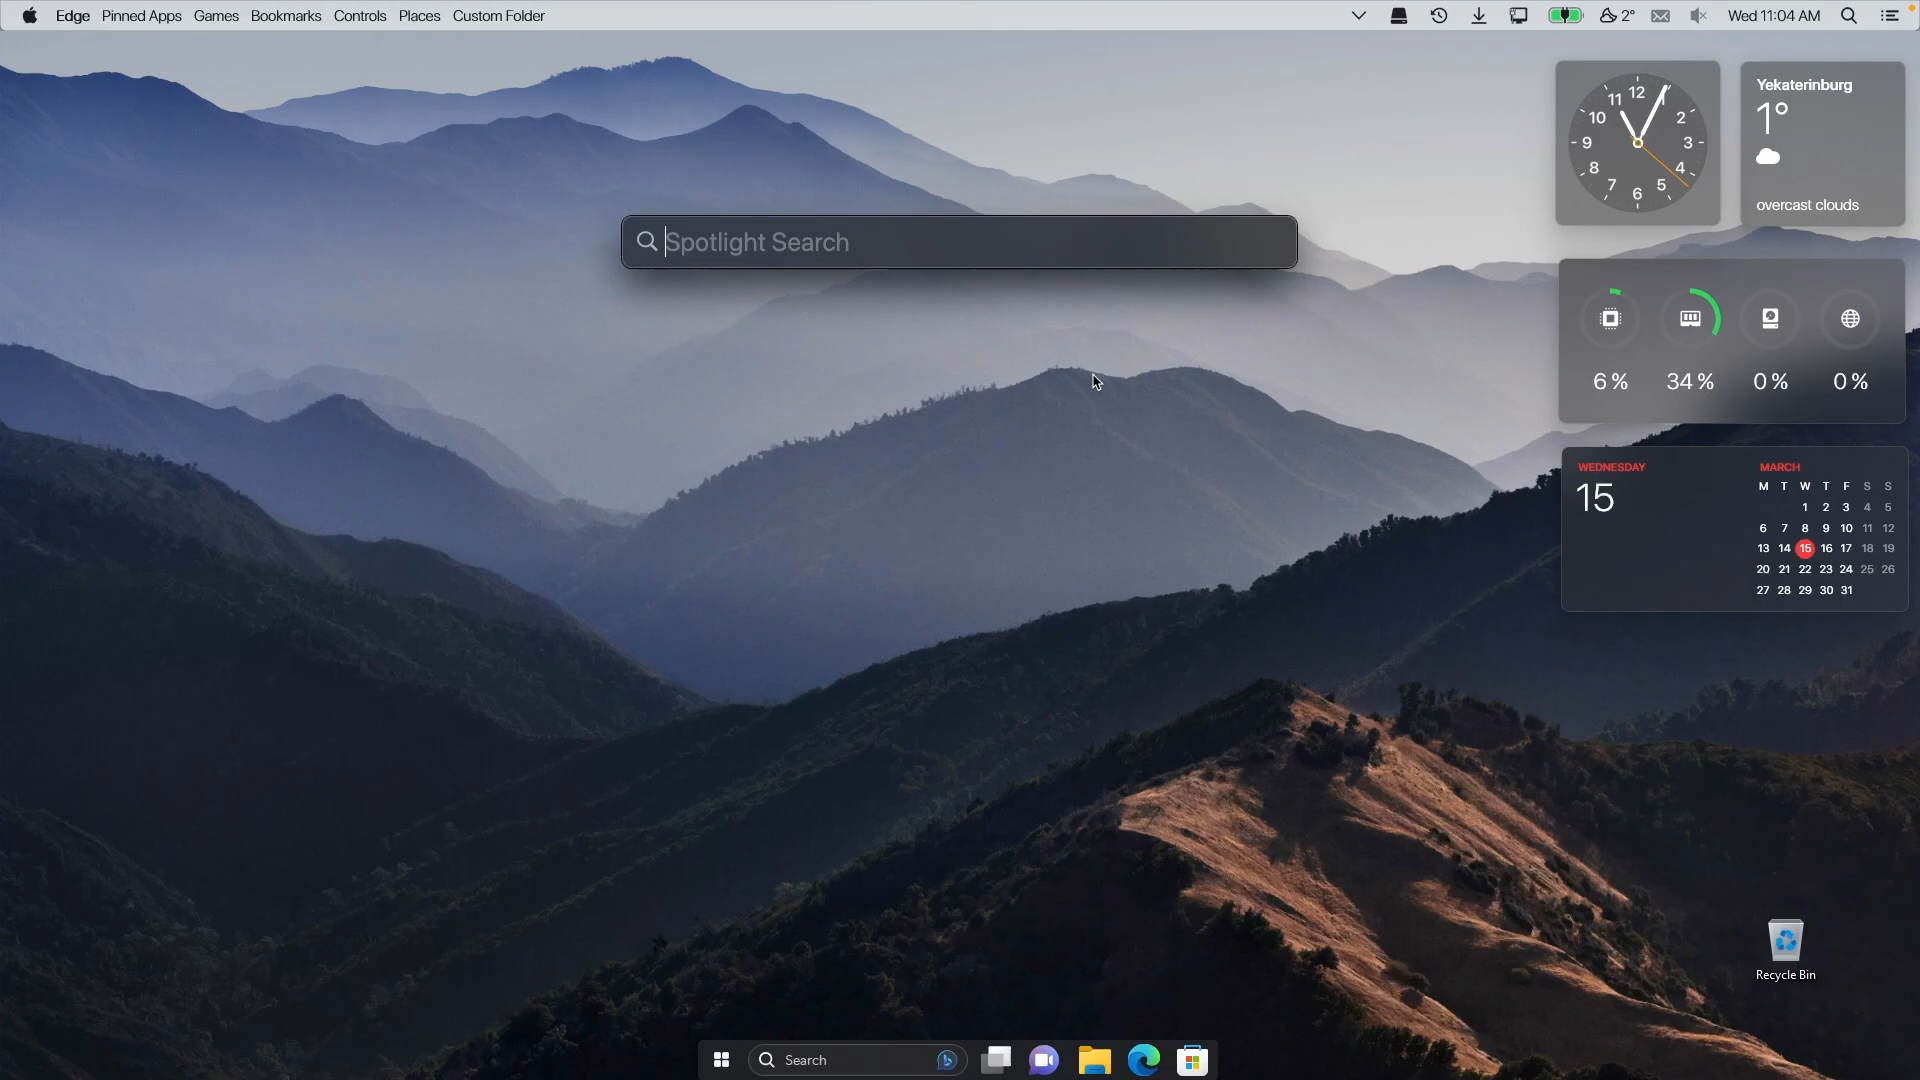 Edge Pinned Apps Games Bookmarks Controls Places Custom Folder 2° Wed 11:04 AM
12
11 1
10 2
9 3
8 4
7 5
6
Yekaterinburg
1°
overcast clouds
Spotlight Search
6 % 34 % 0 % 0 %
WEDNESDAY
15
MARCH
M T W T F S S
1 2 3 4 5
6 7 8 9 10 11 12
13 14 15 16 17 18 19
20 21 22 23 24 25 26
27 28 29 30 31
Recycle Bin
Search